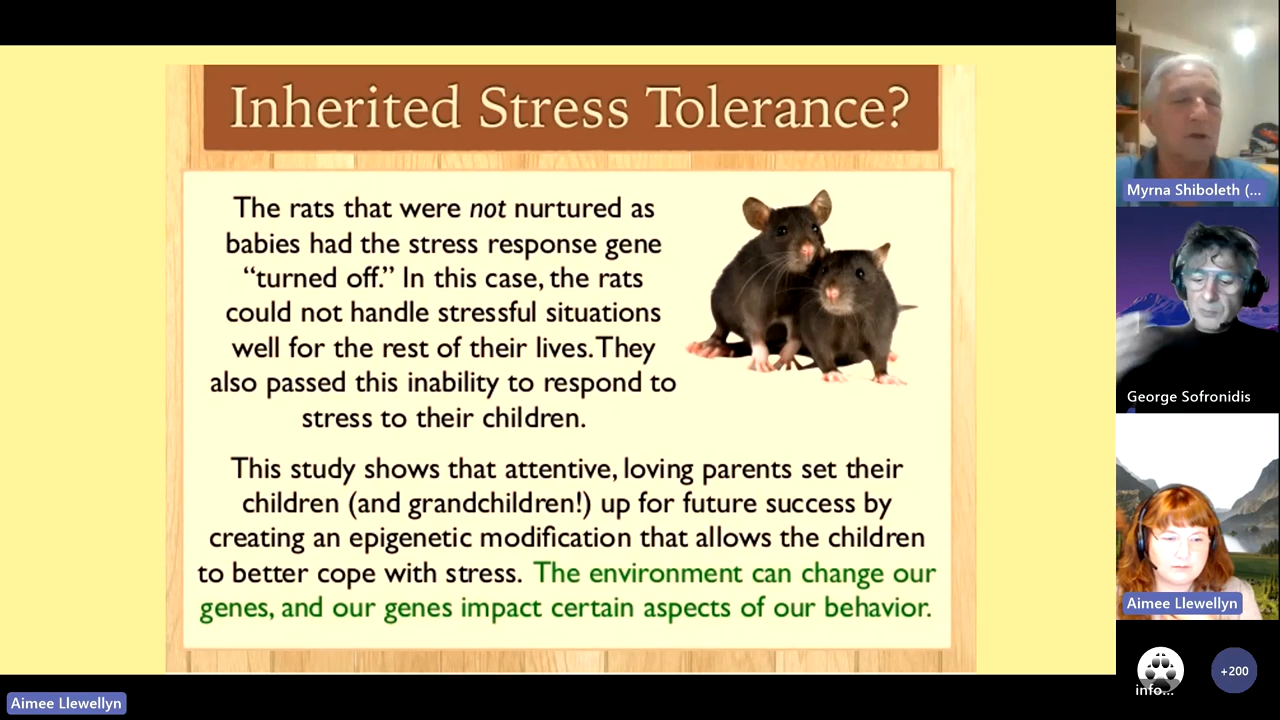 Inherited Stress Tolerance?
The rats that were not nurtured as
babies had the stress response gene
“turned off.” In this case, the rats
could not handle stressful situations
well for the rest of their lives.They
also passed this inability to respond to
stress to their children.
This study shows that attentive, loving parents set their
children (and grandchildren!) up for future success by
creating an epigenetic modification that allows the children
to better cope with stress. The environment can change our
genes, and our genes impact certain aspects of our behavior.
Myrna Shiboleth (...
George Sofronidis
Aimee Llewellyn
info...
+200
Aimee Llewellyn